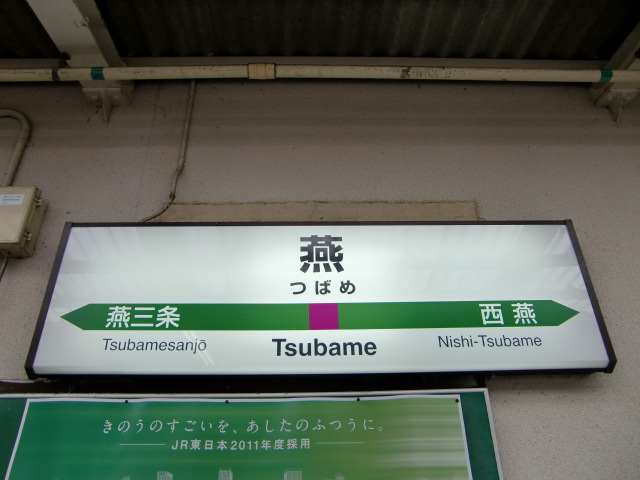 燕
つばめ
燕三条 西燕
Tsubamesanjō Tsubame Nishi-Tsubame
きのうのすごいを、あしたのふつうに。
JR東日本2011年度採用